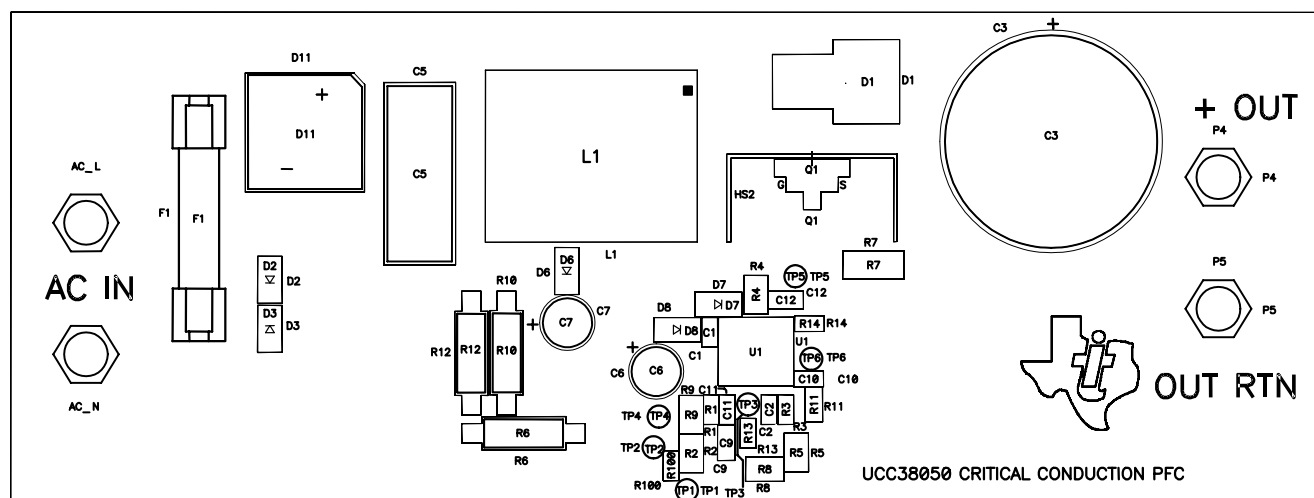 C3
+
D11
C5
D1
D1
+
D11
−
C5
L1
C3
+ OUT
P4
P4
AC_L
F1
F1
Q1
G
S
Q1
HS2
L1
R7
R7
P5
P5
AC IN
D2
D2
D3
D3
D6
D6
R10
+
C7
C7
R12
R12
R10
D7
D7
R4
R4
TP5
TP5
C12
C12
D8
D8
C1
C1
R14
R14
U1
U1
TP6
TP6
+
C6
C6
C10
C10
AC_N
OUT RTN
R9
C11
R9
R1
C11
TP3
C2
R3
R11
R11
TP4
TP4
R1
R13
C2
R3
R6
R6
TP2
TP2
R2
R2
C9
C9
R13
R5
R5
R100
R100
R8
R8
TP1
TP1
TP3
UCC38050 CRITICAL CONDUCTION PFC